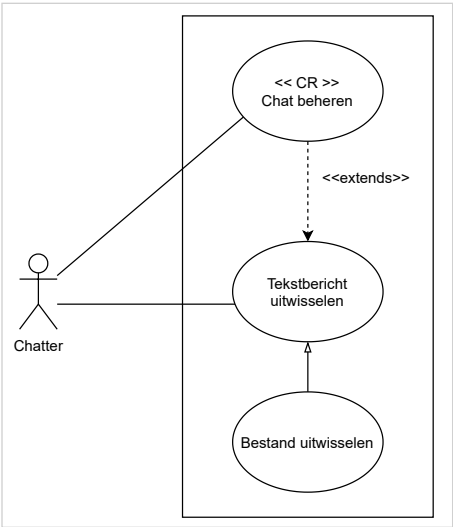 << CR >>
Chat beheren
<<extends>>
Tekstbericht
uitwisselen
Chatter
Bestand uitwisselen